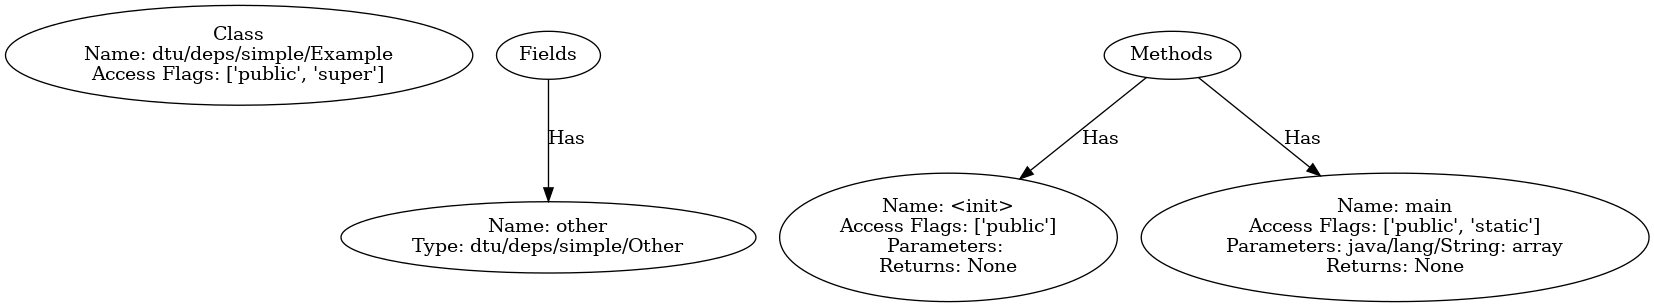 Class
Name: dtu/deps/simple/Example
Access Flags: ['public', 'super']
Fields
Methods
Has
Has
Has
Name: other
Type: dtu/deps/simple/Other
Name: <init>
Access Flags: ['public']
Parameters:
Returns: None
Name: main
Access Flags: ['public', 'static']
Parameters: java/lang/String: array
Returns: None